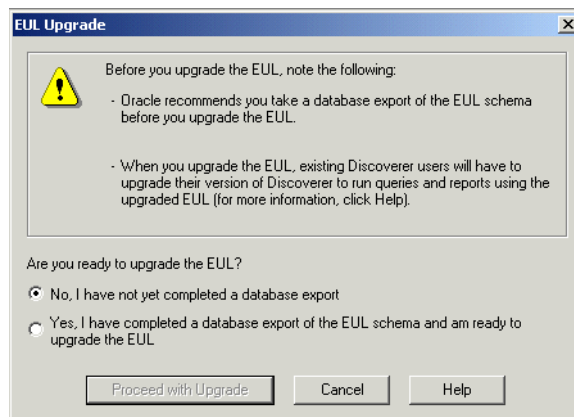 EUL Upgrade
Before you upgrade the EUL, note the following:
- Oracle recommends you take a database export of the EUL schema
before you upgrade the EUL.
- When you upgrade the EUL, existing Discoverer users will have to
upgrade their version of Discoverer to run queries and reports using the
upgraded EUL (for more information, click Help).
Are you ready to upgrade the EUL?
No, I have not yet completed a database export
Yes, I have completed a database export of the EUL schema and am ready to
upgrade the EUL
Proceed with Upgrade
Cancel
Help